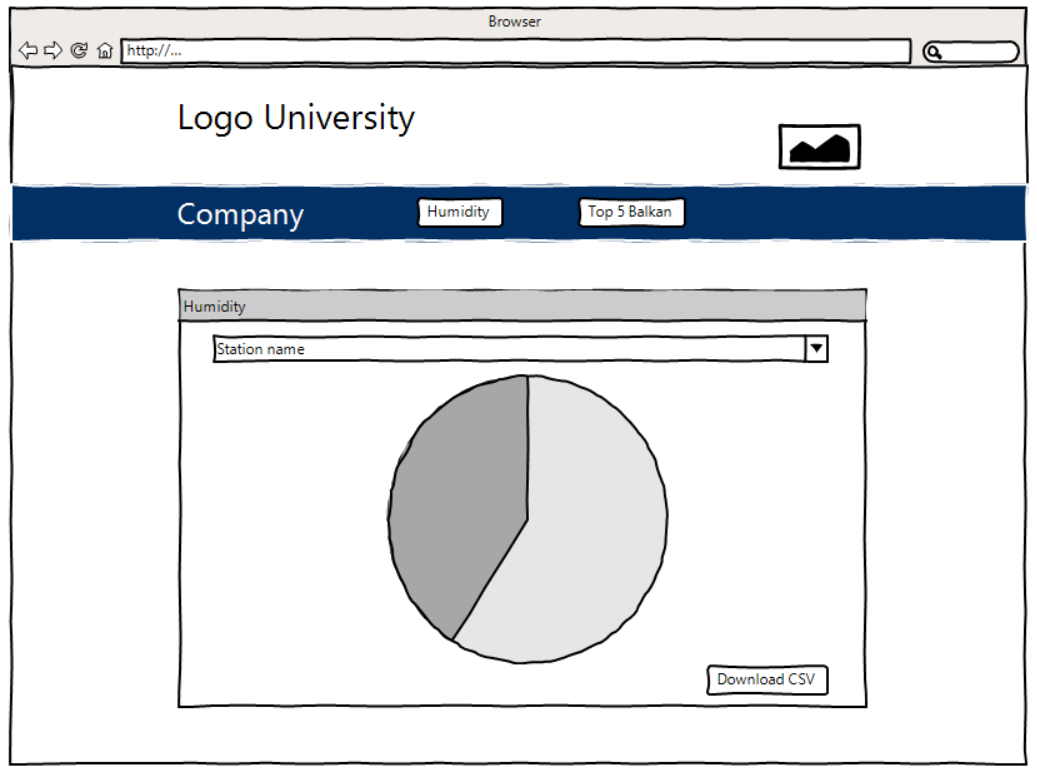 Browser
http://...
Logo University
Company
Humidity
Top 5 Balkan
Humidity
Station name
Download CSV